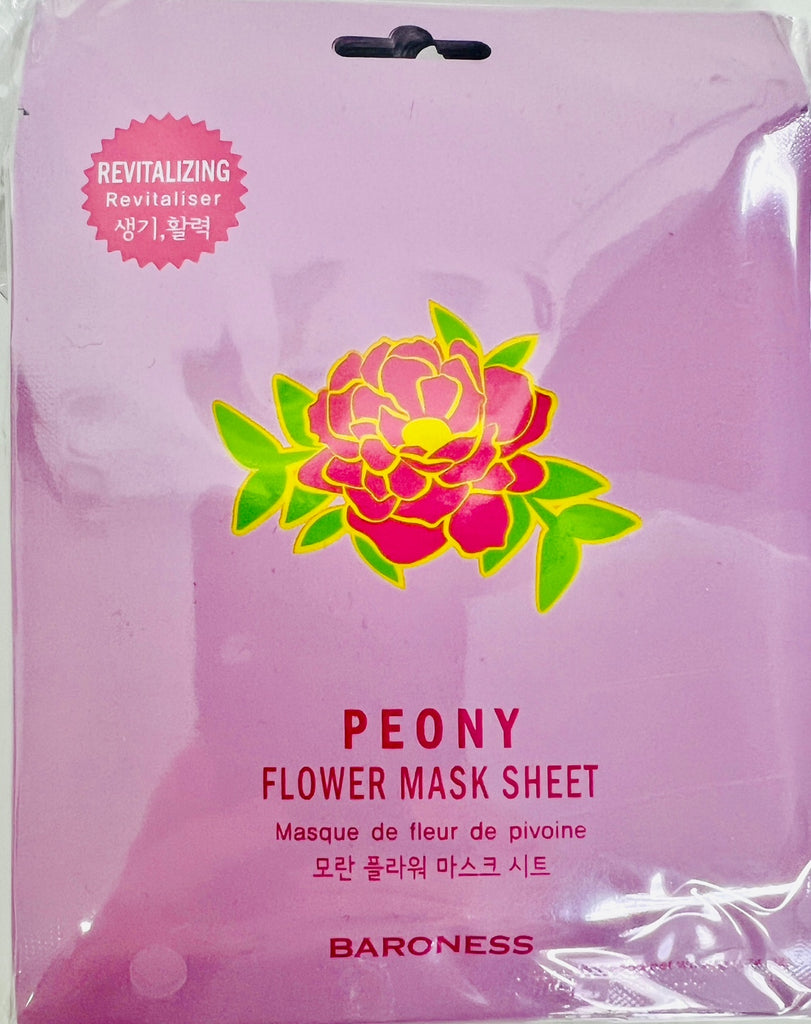 REVITALIZING
Revitaliser
생기,활력
PEONY
FLOWER MASK SHEET
Masque de fleur de pivoine
모란 플라워 마스크 시트
BARONESS